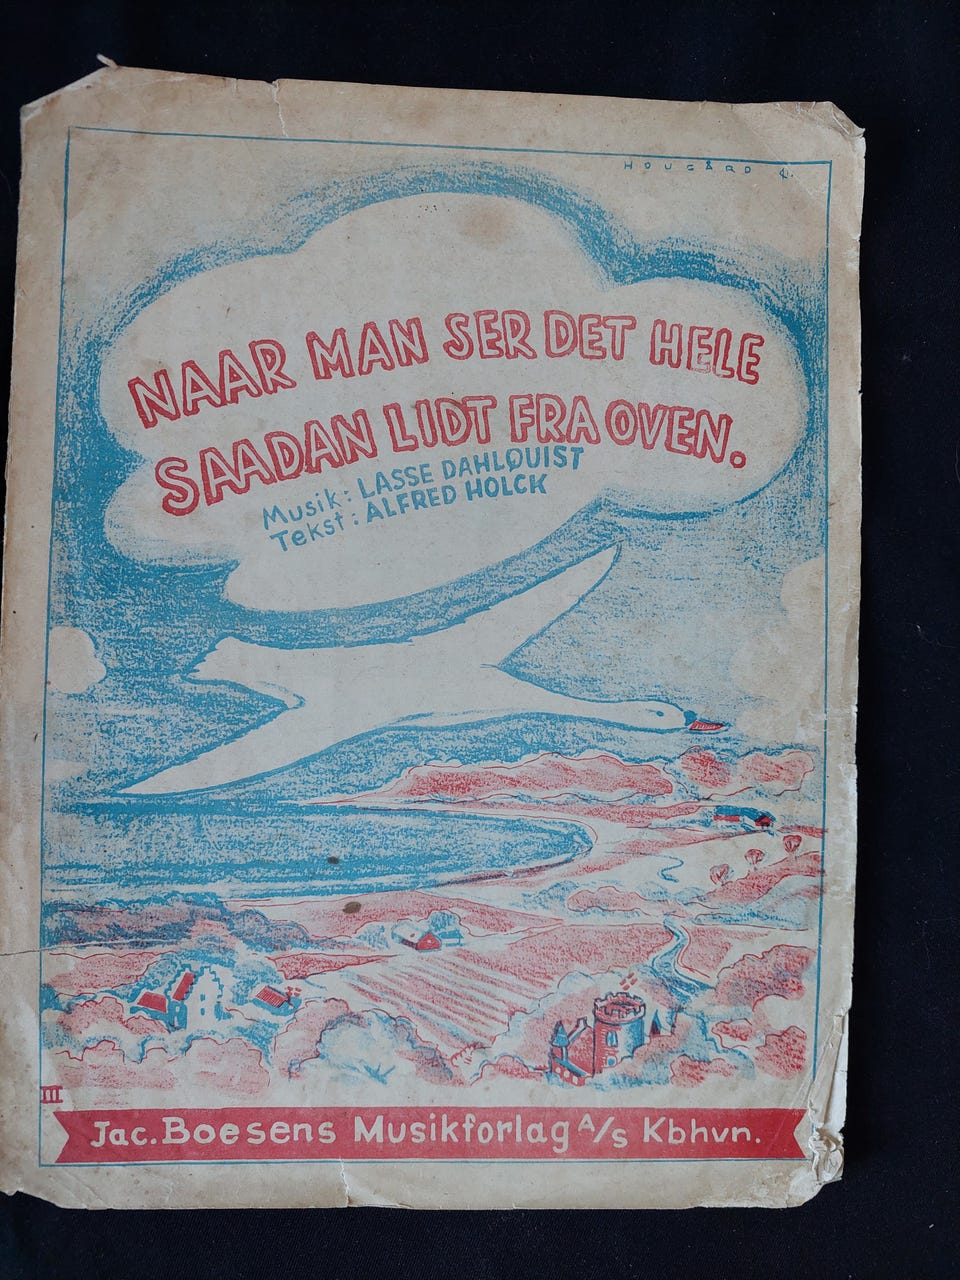 HOUGÅRD
NAAR MAN SER DET HELE
SAADAN LIDT FRA OVEN.
Musik: LASSE DAHLQUIST
Tekst: ALFRED HOLCK
III
Jac. Boesens Musikforlag A/s Kbhvn.